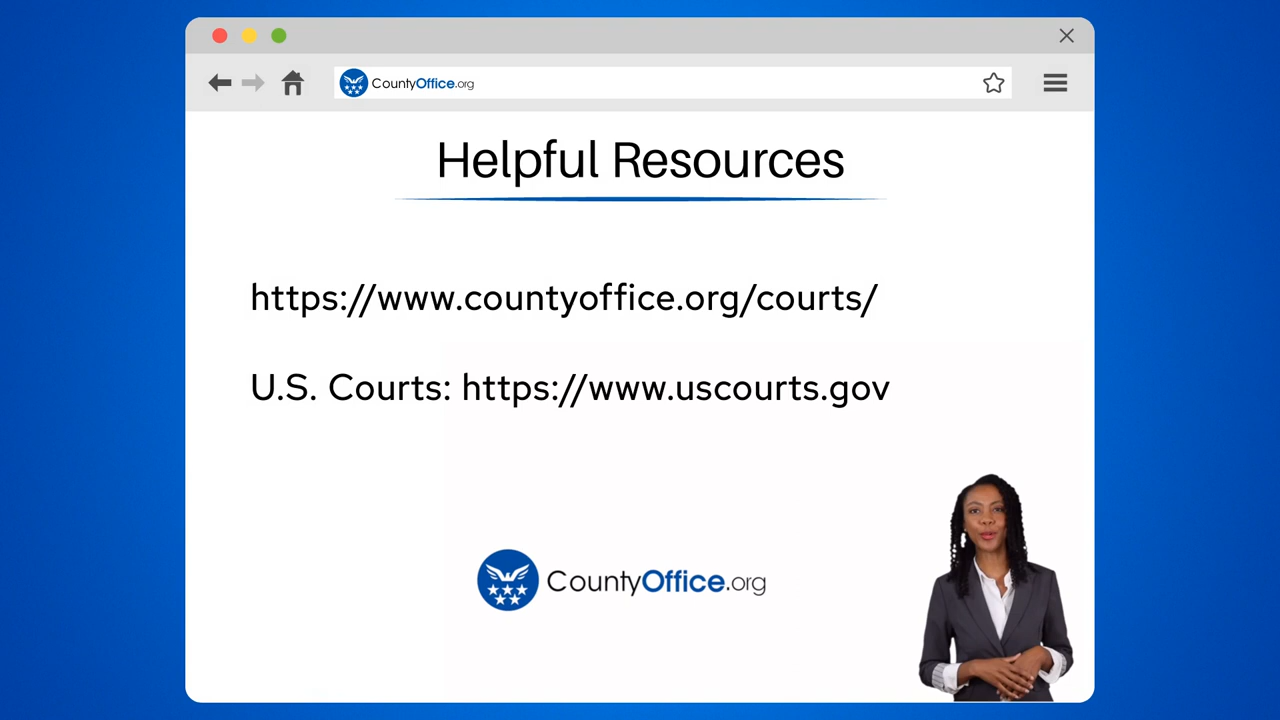 CountyOffice.org
Helpful Resources
https://www.countyoffice.org/courts/
U.S. Courts: https://www.uscourts.gov
CountyOffice.org